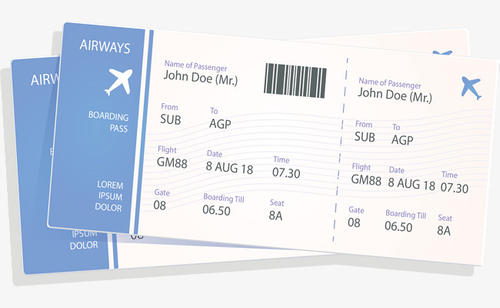 AIRWAYS
BOARDING
PASS
LOREM
IPSUM
DOLOR
Name of Passenger
John Doe (Mr.)
From To
SUB AGP
Flight Date Time
GM88 8 AUG 18 07.30
Gate Boarding Till Seat
08 06.50 8A
Name of Passenger
John Doe (Mr.)
From To
SUB AGP
Flight Date Time
GM88 8 AUG 18 07.30
Gate Boarding Till Seat
08 06.50 8A
AIRW
IPSUM
DOLOR